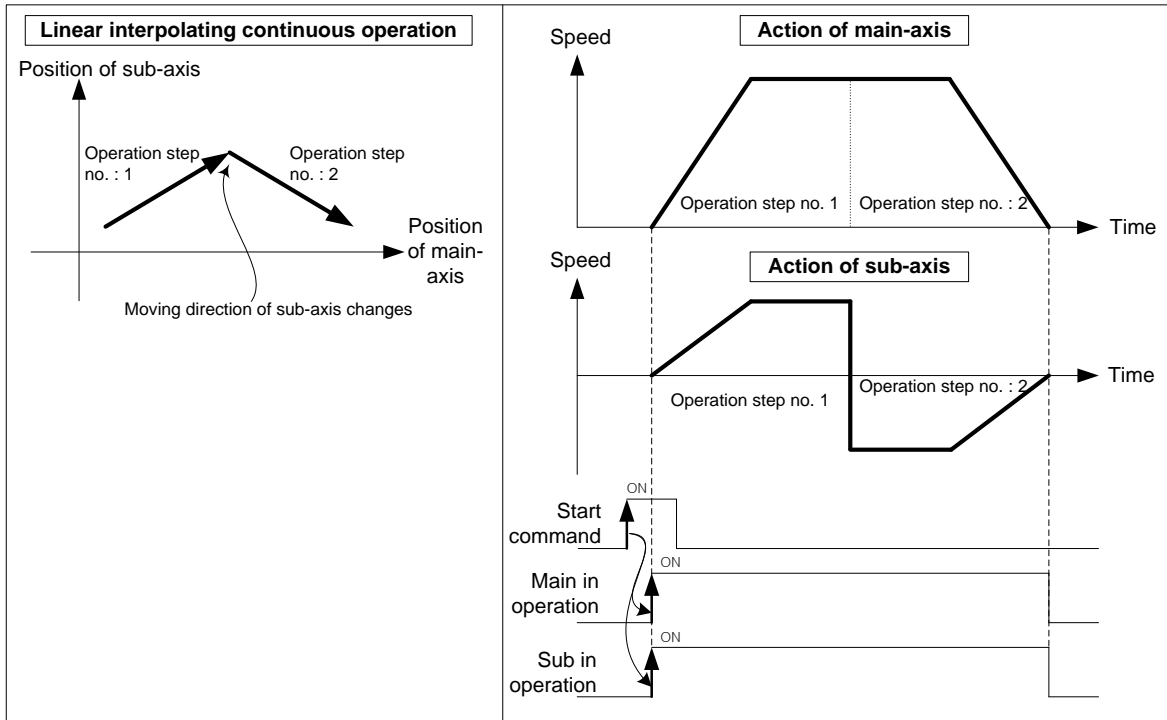 Linear interpolating continuous operation
Position of sub-axis
Operation step
no. : 1
Operation step
no. : 2
Position
of main-
axis
Moving direction of sub-axis changes
Action of main-axis
Speed
Operation step no. 1
Operation step no. : 2
Time
Action of sub-axis
Speed
Operation step no. 1
Operation step no. : 2
Time
ON
Start
command
ON
Main in
operation
ON
Sub in
operation